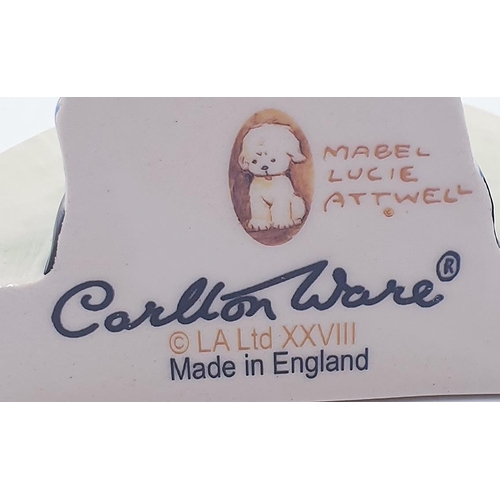 MABEL
LUCIE
ATTWELL
Carlton Ware®
© LA Ltd XXVIII
Made in England